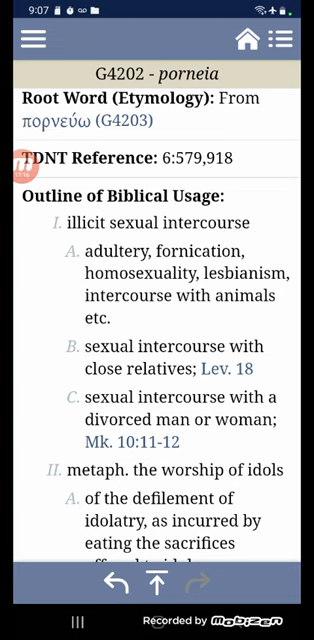 9:07
G4202 - porneia
Root Word (Etymology): From
πορνεύω (G4203)
TDNT Reference: 6:579,918
17:16
Outline of Biblical Usage:
I. illicit sexual intercourse
A. adultery, fornication,
homosexuality, lesbianism,
intercourse with animals
etc.
B. sexual intercourse with
close relatives; Lev. 18
C. sexual intercourse with a
divorced man or woman;
Mk. 10:11-12
II. metaph. the worship of idols
A. of the defilement of
idolatry, as incurred by
eating the sacrifices
Recorded by mobizen